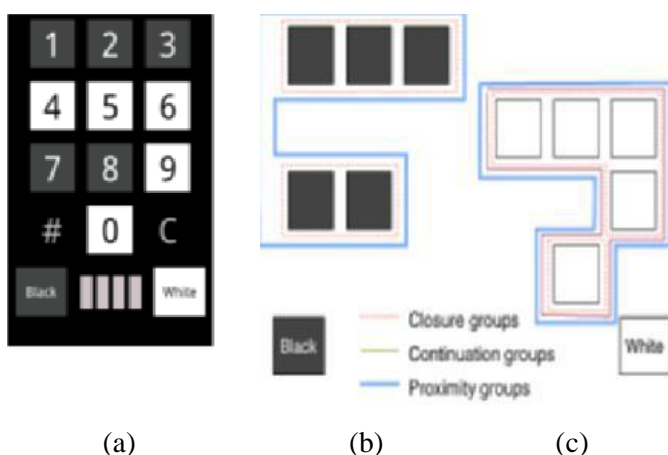 1 2 3
4 5 6
7 8 9
# 0 C
Black White
Black White
Closure groups
Continuation groups
Proximity groups
(a) (b) (c)